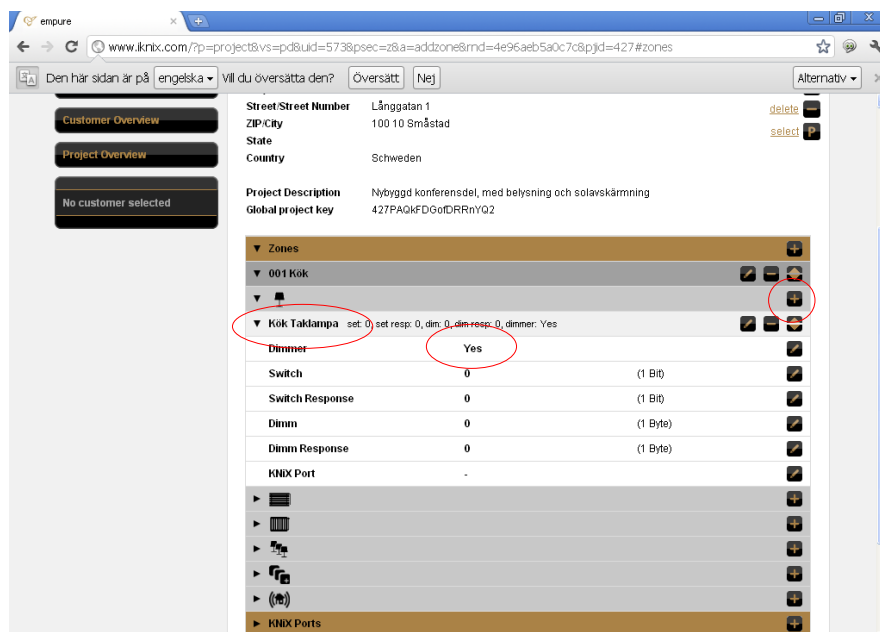 empure
www.iknix.com/?p=project&vs=pd&uid=573&psec=z&a=addzone&rnd=4e96aeb5a0c7c&pjid=427#zones
Den här sidan är på engelska Vill du översätta den? Översätt Nej Alternativ
Customer Overview
Project Overview
No customer selected
Street/Street Number Långgatan 1
ZIP/City 100 10 Småstad
State
Country Schweden
delete
select P
Project Description Nybyggd konferensdel, med belysning och solavskärmning
Global project key 427PAQkFDGofDRRnYQ2
Zones
001 Kök
Kök Taklampa set: 0, set resp: 0, dim: 0, dim resp: 0, dimmer: Yes
Dimmer Yes
Switch 0 (1 Bit)
Switch Response 0 (1 Bit)
Dimm 0 (1 Byte)
Dimm Response 0 (1 Byte)
KNiX Port -
KNiX Ports